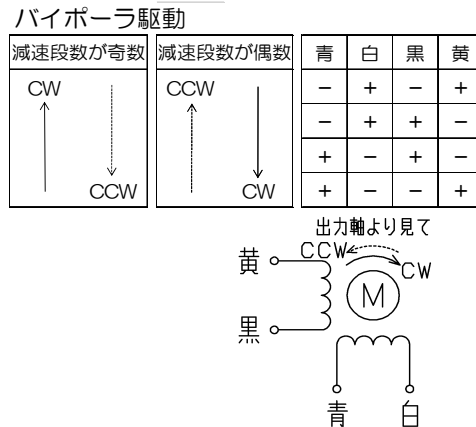 バイポーラ駆動
減速段数が奇数 減速段数が偶数 青 白 黒 黄
CW CCW − + − +
− + + −
+ − + −
CCW CW + − − +
出力軸より見て
CCW CW
黄
M
黒
青 白